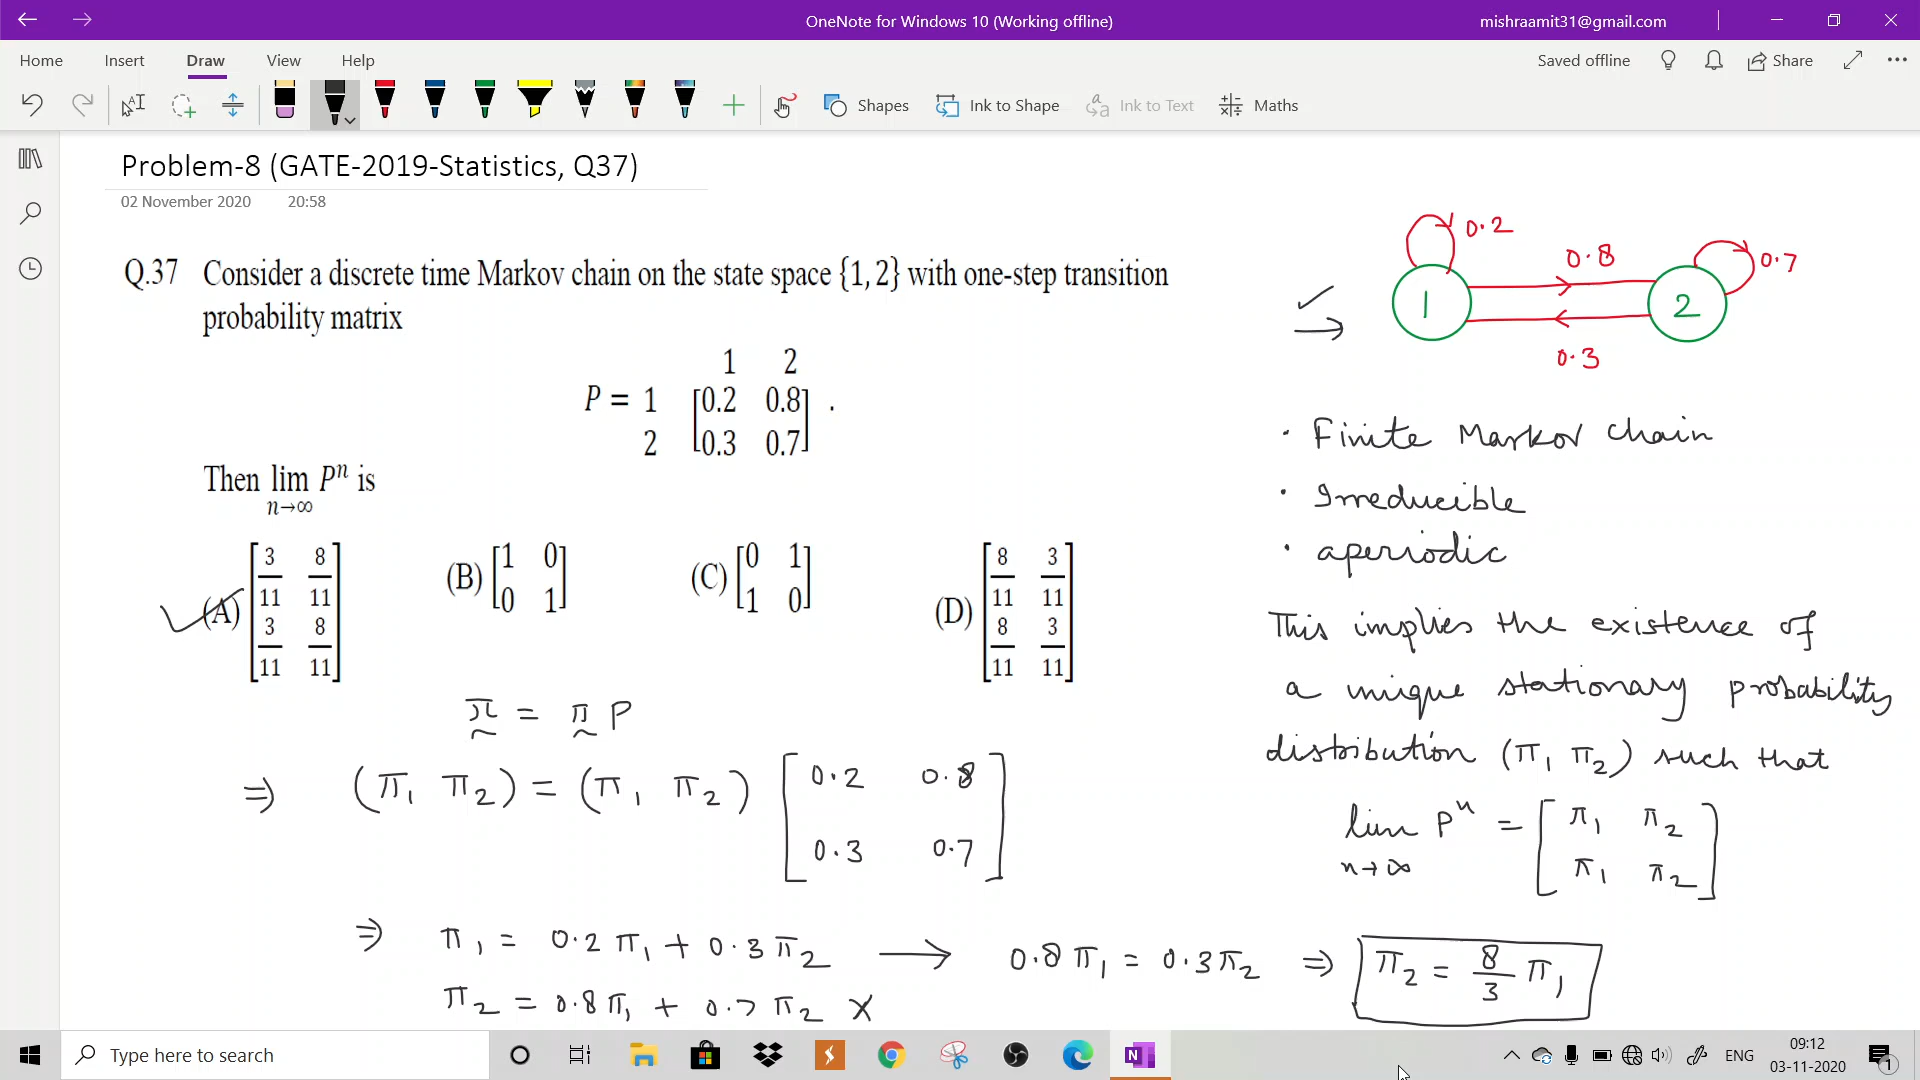 OneNote for Windows 10 (Working offline)
mishraamit31@gmail.com
Home Insert Draw View Help
Saved offline Share
Shapes Ink to Shape Ink to Text Maths
Problem-8 (GATE-2019-Statistics, Q37)
02 November 2020 20:58
Q.37 Consider a discrete time Markov chain on the state space {1, 2} with one-step transition
probability matrix
1 2
P = 1 [0.2 0.8]
2 [0.3 0.7] .
Then lim P^n is
n→∞
(A) [3/11 8/11
3/11 8/11]
(B) [1 0
0 1]
(C) [0 1
1 0]
(D) [8/11 3/11
8/11 3/11]
π = π P
⇒ (π₁ π₂) = (π₁ π₂) [0.2 0.8
0.3 0.7]
⇒ π₁ = 0.2 π₁ + 0.3 π₂ → 0.8 π₁ = 0.3 π₂ ⇒ π₂ = 8/3 π₁
π₂ = 0.8 π₁ + 0.7 π₂ X
✓ ⇒
0.2
0.8
0.7
1 2
0.3
· Finite Markov chain
· Irreducible
· aperiodic
This implies the existence of
a unique stationary probability
distribution (π₁ π₂) such that
lim P^n = [π₁ π₂
n→∞ π₁ π₂]
Type here to search
ENG
09:12
03-11-2020
1